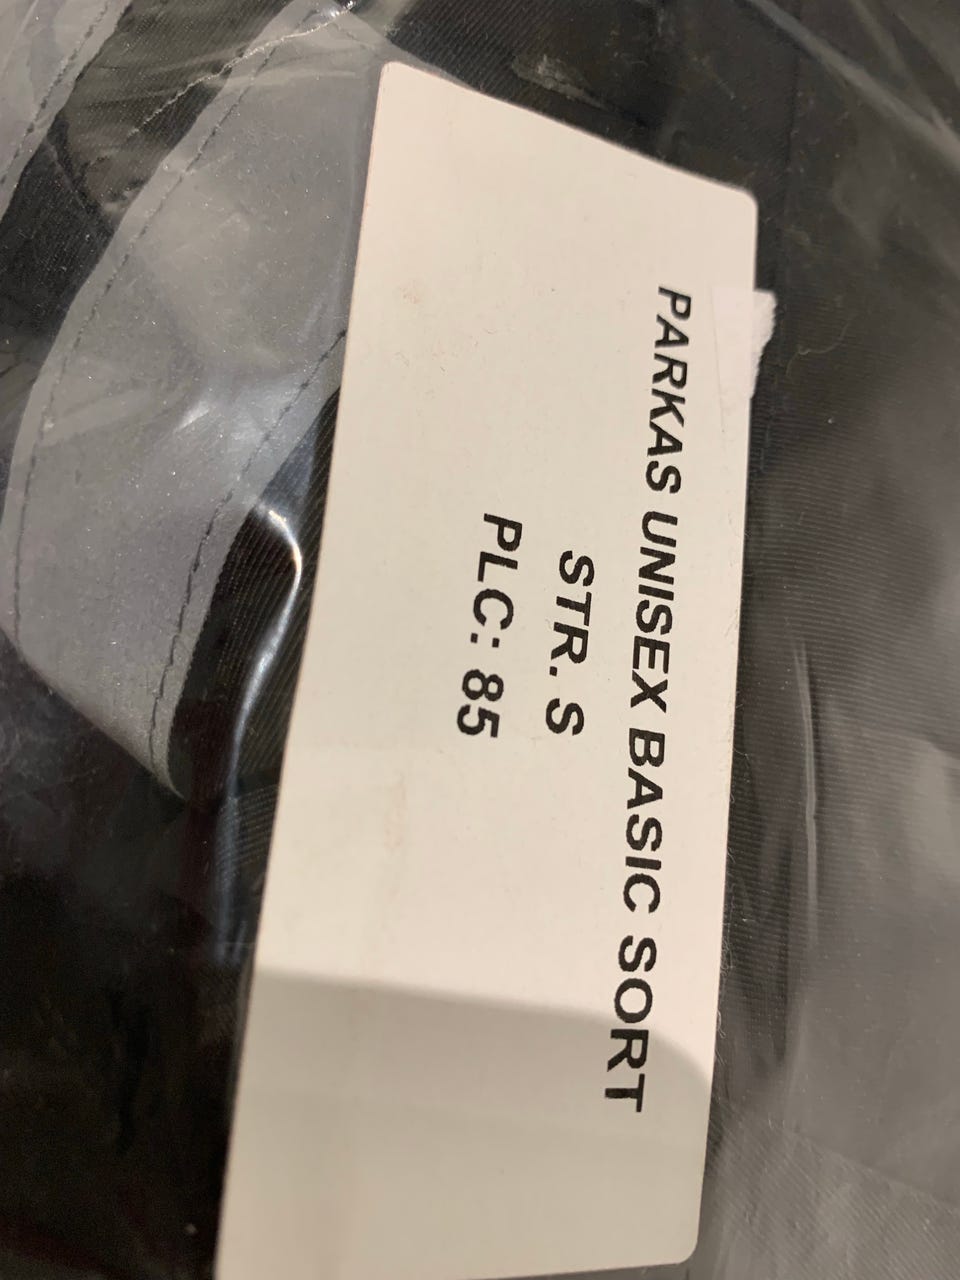 PARKAS UNISEX BASIC SORT
STR. S
PLC: 85